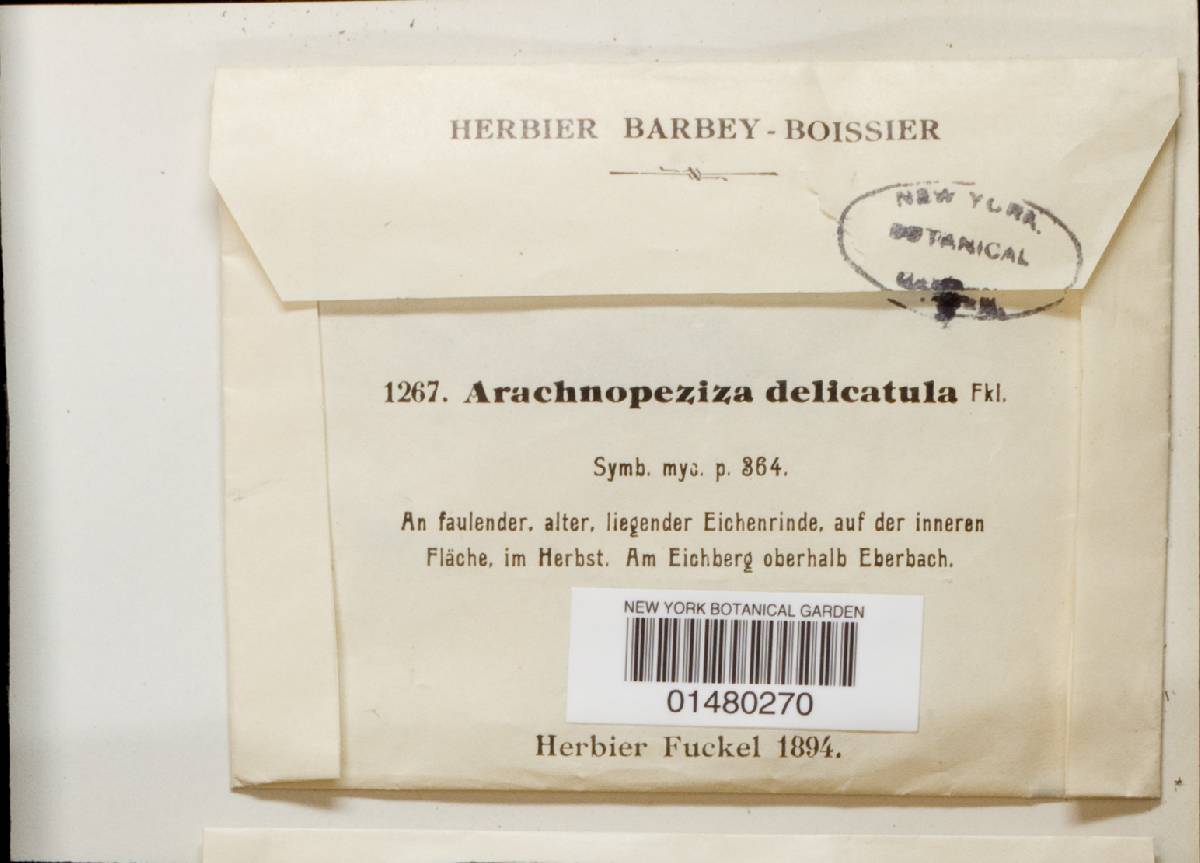 HERBIER BARBEY-BOISSIER
NEW YORK
BOTANICAL
1267. Arachnopeziza delicatula Fkl.
Symb. myc. p. 364.
An faulender, alter, liegender Eichenrinde, auf der inneren
Fläche, im Herbst. Am Eichberg oberhalb Eberbach.
NEW YORK BOTANICAL GARDEN
01480270
Herbier Fuckel 1894.